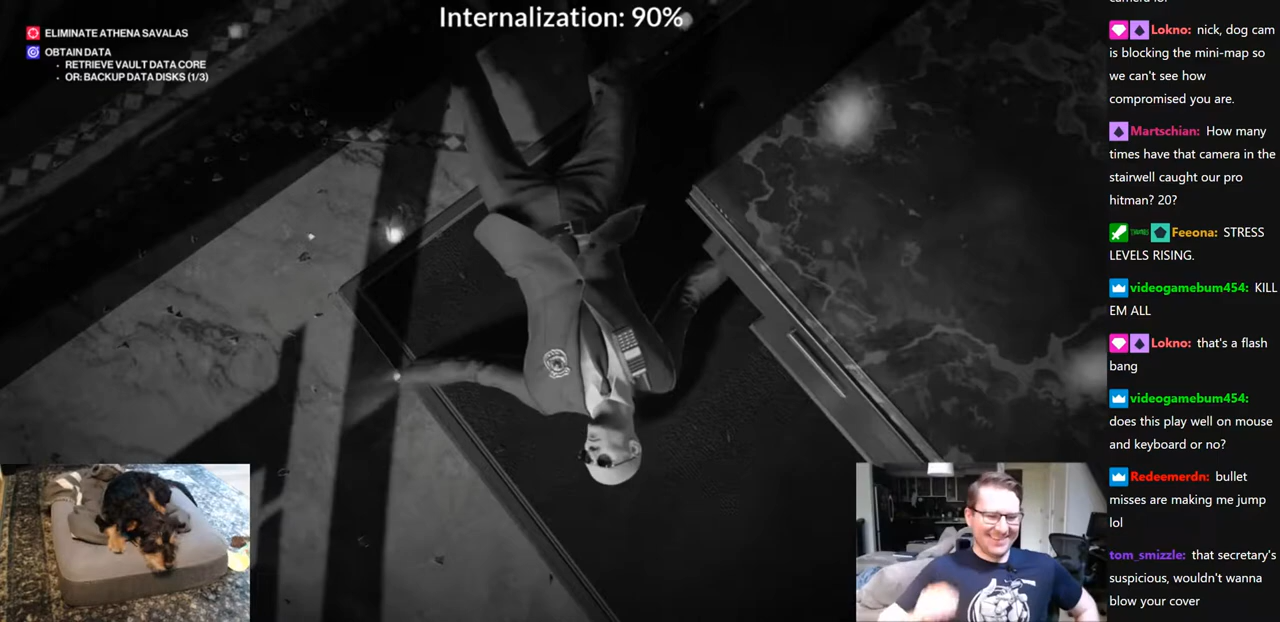 Internalization: 90%
ELIMINATE ATHENA SAVALAS
OBTAIN DATA
RETRIEVE VAULT DATA CORE
OR: BACKUP DATA DISKS (1/3)
Lokno: nick, dog cam
is blocking the mini-map so
we can't see how
compromised you are.
Martschian: How many
times have that camera in the
stairwell caught our pro
hitman? 20?
Feeona: STRESS
LEVELS RISING.
videogamebum454: KILL
EM ALL
Lokno: that's a flash
bang
videogamebum454:
does this play well on mouse
and keyboard or no?
Redeemerdn: bullet
misses are making me jump
lol
tom_smizzle: that secretary's
suspicious, wouldn't wanna
blow your cover